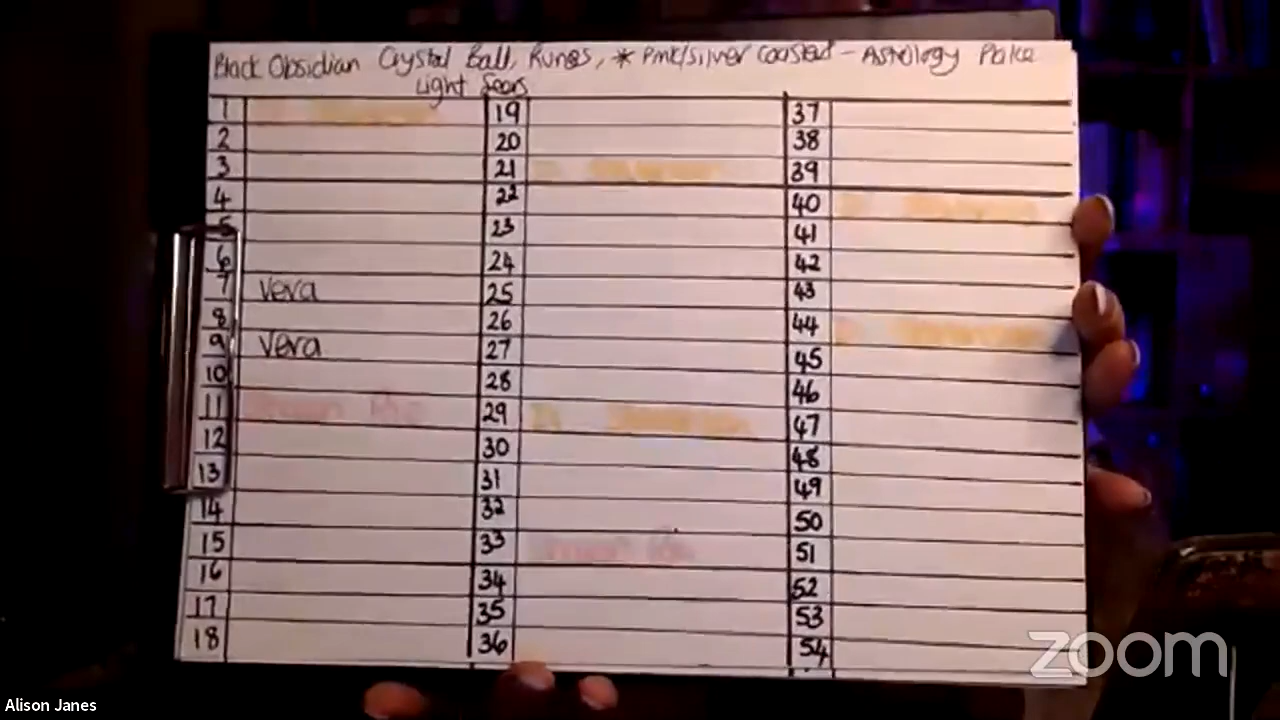 Black Obsidian Crystal Ball, Runes, * Pink/Silver Coasted - Astrology
Light Seers
1 19 37
2 20 38
3 21 39
4 22 40
5 23 41
6 24 42
7 Vera 25 43
8 26 44
9 Vera 27 45
10 28 46
11 29 47
12 30 48
13 31 49
14 32 50
15 33 51
16 34 52
17 35 53
18 36 54
zoom
Alison Janes